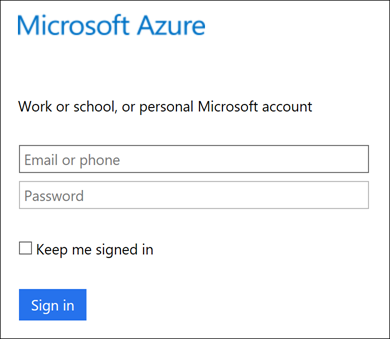 Microsoft Azure
Work or school, or personal Microsoft account
Email or phone
Password
Keep me signed in
Sign in